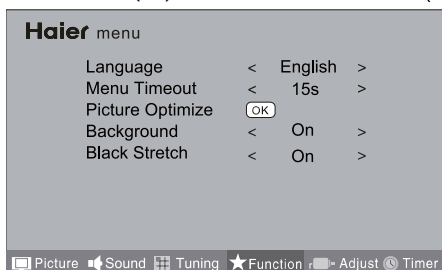 Haier menu
Language < English >
Menu Timeout < 15s >
Picture Optimize OK
Background < On >
Black Stretch < On >
Picture Sound Tuning Function Adjust Timer